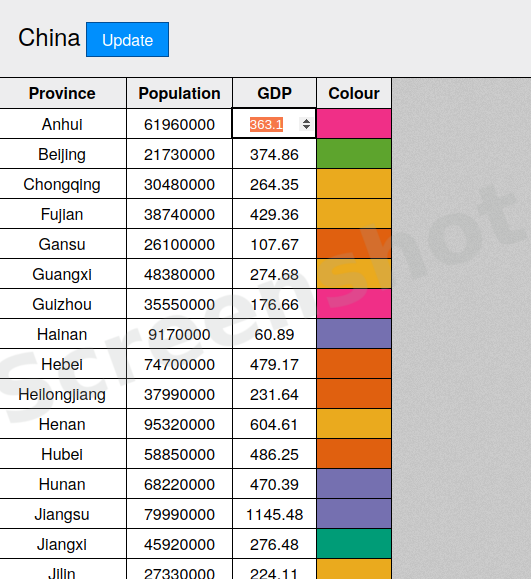 China Update
Province Population GDP Colour
Anhui 61960000 363.1
Beijing 21730000 374.86
Chongqing 30480000 264.35
Fujian 38740000 429.36
Gansu 26100000 107.67
Guangxi 48380000 274.68
Guizhou 35550000 176.66
Hainan 9170000 60.89
Hebei 74700000 479.17
Heilongjiang 37990000 231.64
Henan 95320000 604.61
Hubei 58850000 486.25
Hunan 68220000 470.39
Jiangsu 79990000 1145.48
Jiangxi 45920000 276.48
Jilin 27330000 224.11
Screenshot